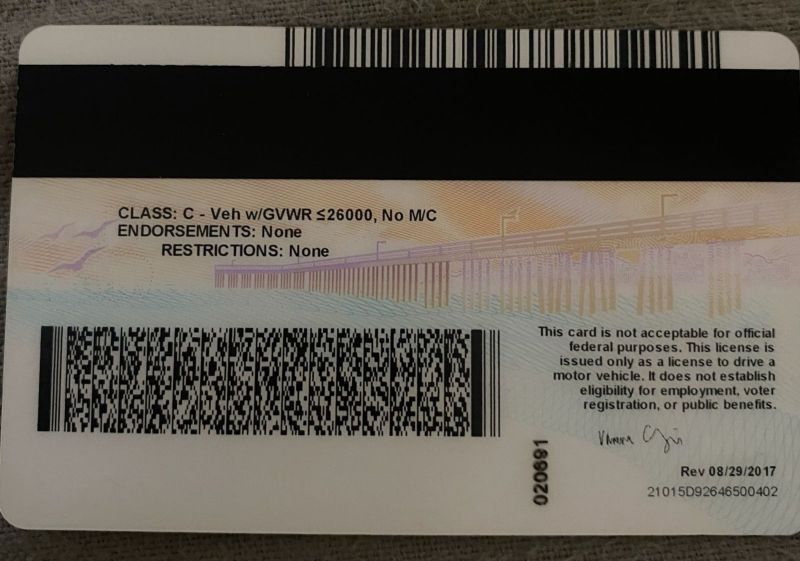 CLASS: C - Veh w/GVWR ≤26000, No M/C
ENDORSEMENTS: None
RESTRICTIONS: None
This card is not acceptable for official
federal purposes. This license is
issued only as a license to drive a
motor vehicle. It does not establish
eligibility for employment, voter
registration, or public benefits.
020691
Rev 08/29/2017
21015D92646500402